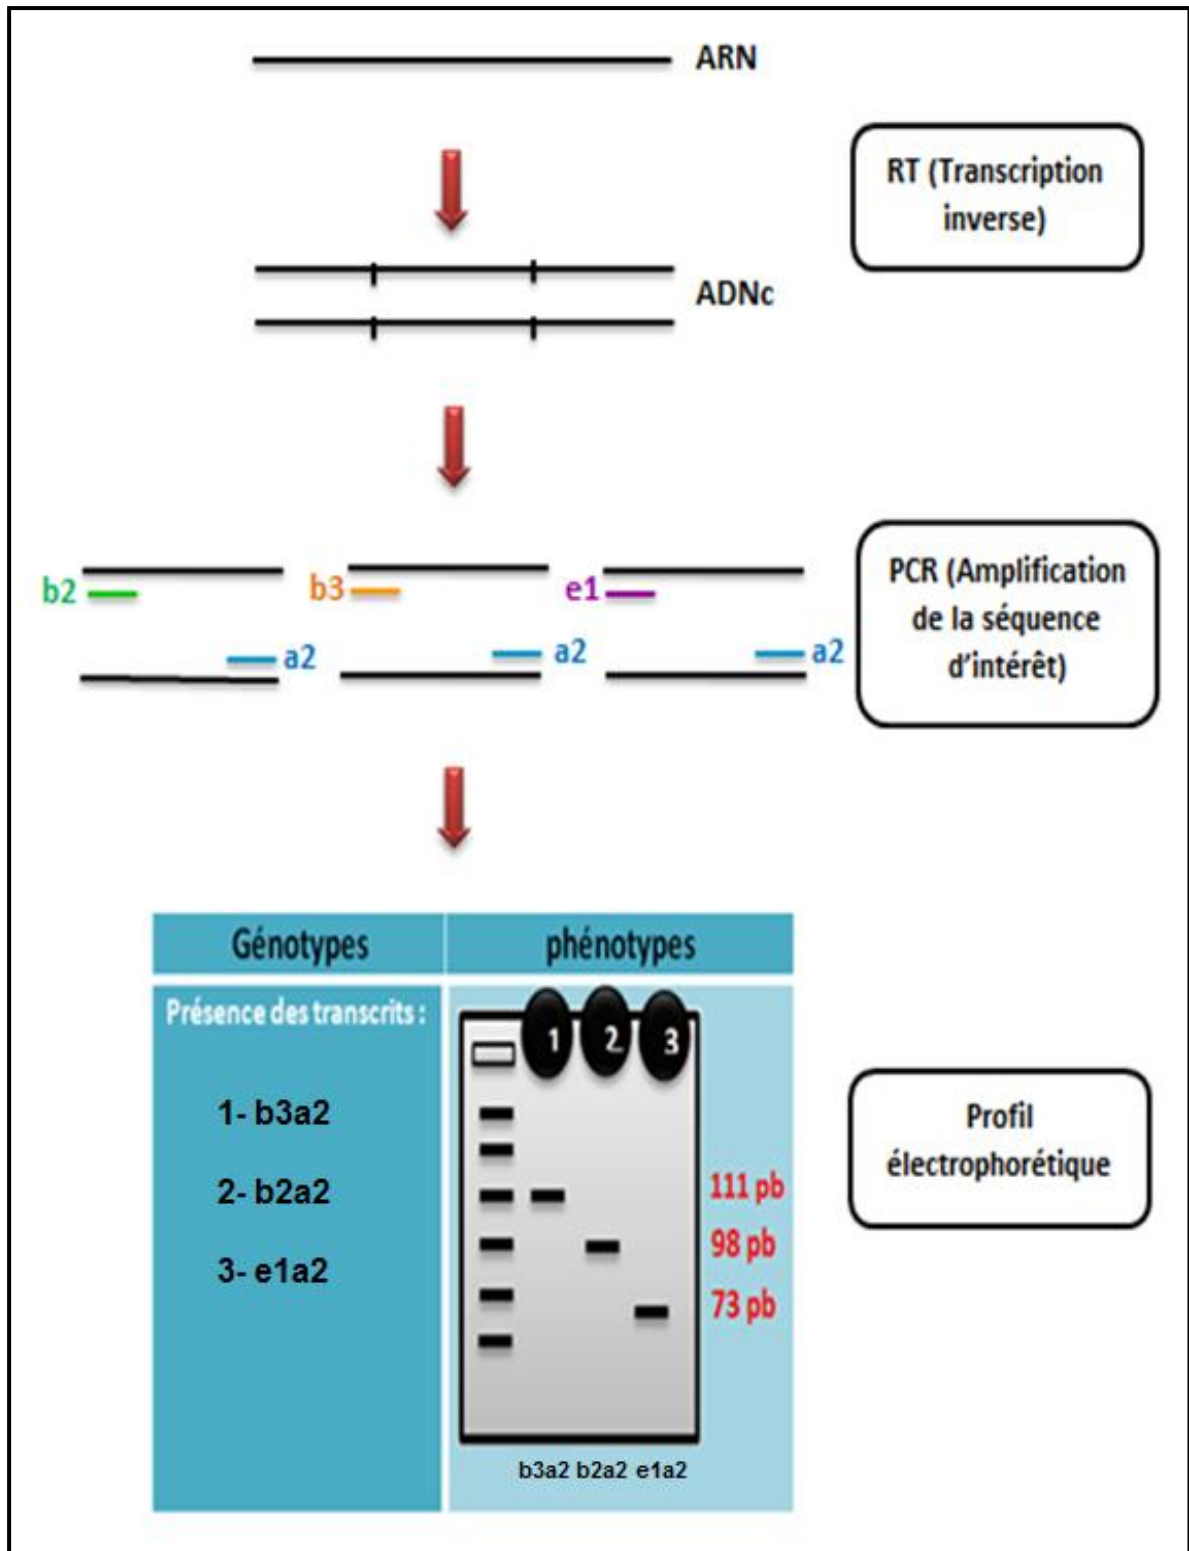 ARN
RT (Transcription
inverse)
ADNc
b2
b3
e1
a2
a2
a2
PCR (Amplification
de la séquence
d'intérêt)
Génotypes
phénotypes
Présence des transcrits :
1- b3a2
2- b2a2
3- e1a2
1 2 3
111 pb
98 pb
73 pb
b3a2 b2a2 e1a2
Profil
électrophorétique